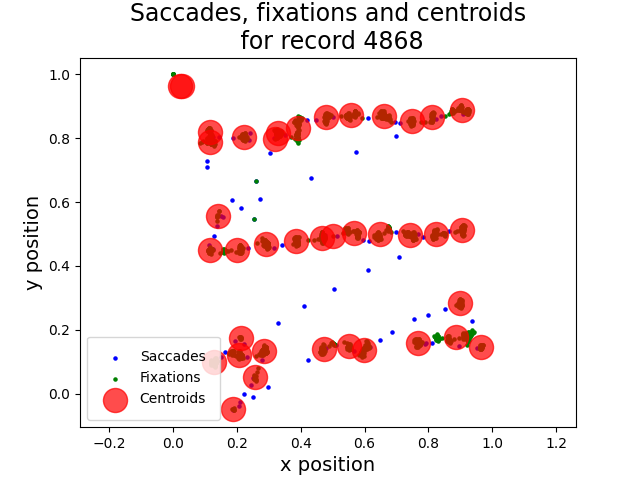 Saccades, fixations and centroids
for record 4868
y position
1.0
0.8
0.6
0.4
0.2
0.0
Saccades
Fixations
Centroids
−0.2 0.0 0.2 0.4 0.6 0.8 1.0 1.2
x position